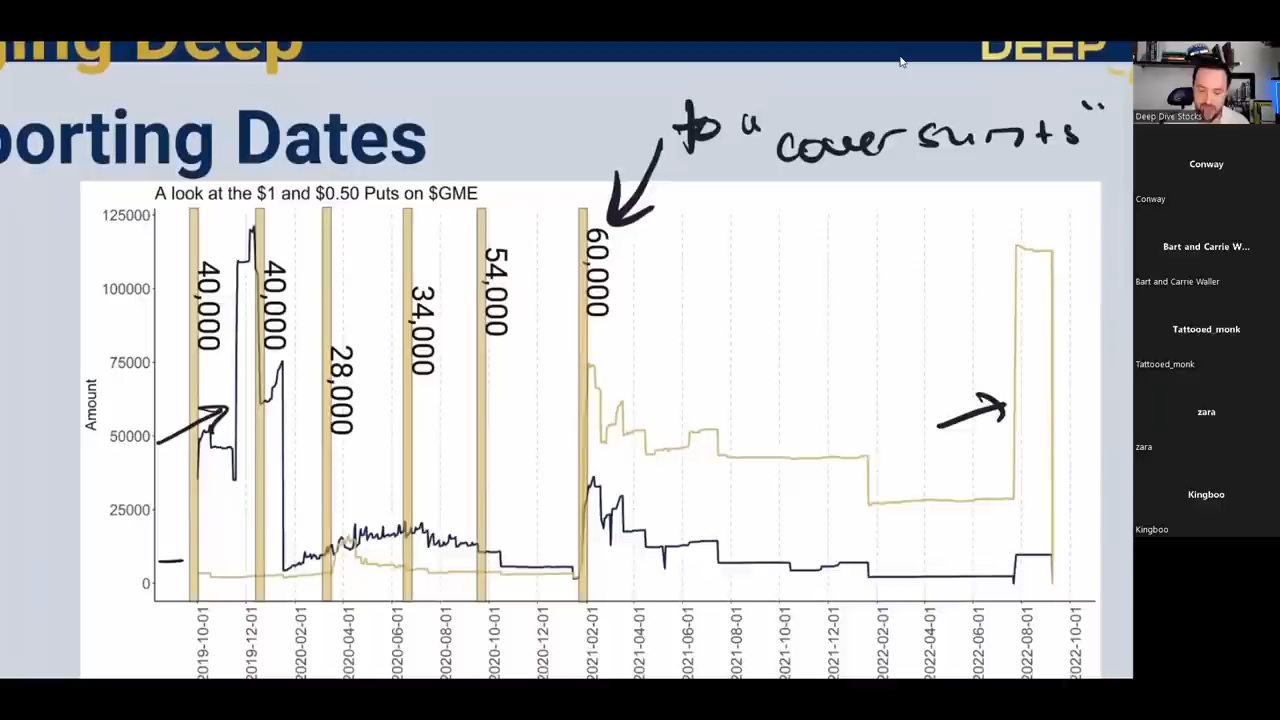 ging Deep
DEEP
porting Dates
to a "cover shorts"
A look at the $1 and $0.50 Puts on $GME
Amount
125000
100000
75000
50000
25000
0
40,000
40,000
28,000
34,000
54,000
60,000
2019-10-01
2019-12-01
2020-02-01
2020-04-01
2020-06-01
2020-08-01
2020-10-01
2020-12-01
2021-02-01
2021-04-01
2021-06-01
2021-08-01
2021-10-01
2021-12-01
2022-02-01
2022-04-01
2022-06-01
2022-08-01
2022-10-01
Deep Dive Stocks
Conway
Conway
Bart and Carrie W...
Bart and Carrie Waller
Tattooed_monk
Tattooed_monk
zara
zara
Kingboo
Kingboo